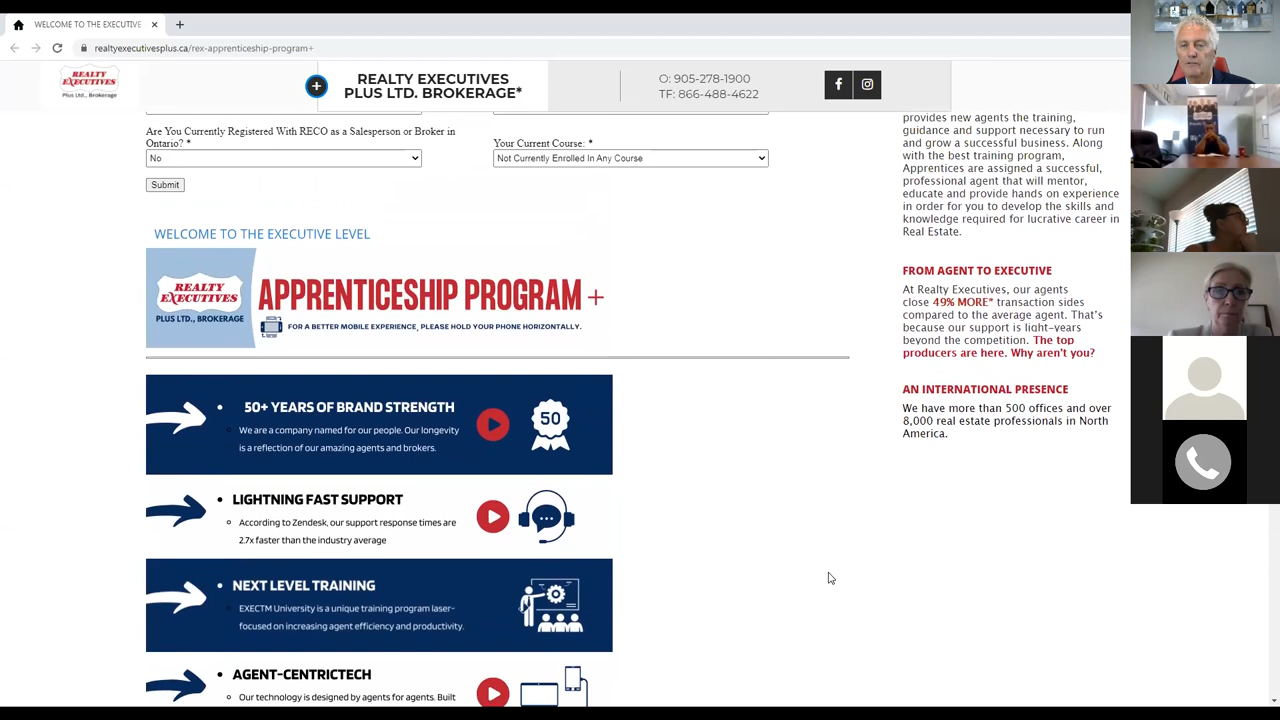 WELCOME TO THE EXECUTIVE
realtyexecutivesplus.ca/rex-apprenticeship-program+
REALTY
EXECUTIVES
Plus Ltd., Brokerage
REALTY EXECUTIVES
PLUS LTD. BROKERAGE*
O: 905-278-1900
TF: 866-488-4622
Are You Currently Registered With RECO as a Salesperson or Broker in
Ontario? *
No
Your Current Course: *
Not Currently Enrolled In Any Course
Submit
WELCOME TO THE EXECUTIVE LEVEL
REALTY
EXECUTIVES
PLUS LTD., BROKERAGE
APPRENTICESHIP PROGRAM +
FOR A BETTER MOBILE EXPERIENCE, PLEASE HOLD YOUR PHONE HORIZONTALLY.
50+ YEARS OF BRAND STRENGTH
We are a company named for our people. Our longevity
is a reflection of our amazing agents and brokers.
50
LIGHTNING FAST SUPPORT
According to Zendesk, our support response times are
2.7x faster than the industry average
NEXT LEVEL TRAINING
EXECTM University is a unique training program laser-
focused on increasing agent efficiency and productivity.
AGENT-CENTRICTECH
Our technology is designed by agents for agents. Built
provides new agents the training,
guidance and support necessary to run
and grow a successful business. Along
with the best training program,
Apprentices are assigned a successful,
professional agent that will mentor,
educate and provide hands on experience
in order for you to develop the skills and
knowledge required for lucrative career in
Real Estate.
FROM AGENT TO EXECUTIVE
At Realty Executives, our agents
close 49% MORE* transaction sides
compared to the average agent. That's
because our support is light-years
beyond the competition. The top
producers are here. Why aren't you?
AN INTERNATIONAL PRESENCE
We have more than 500 offices and over
8,000 real estate professionals in North
America.